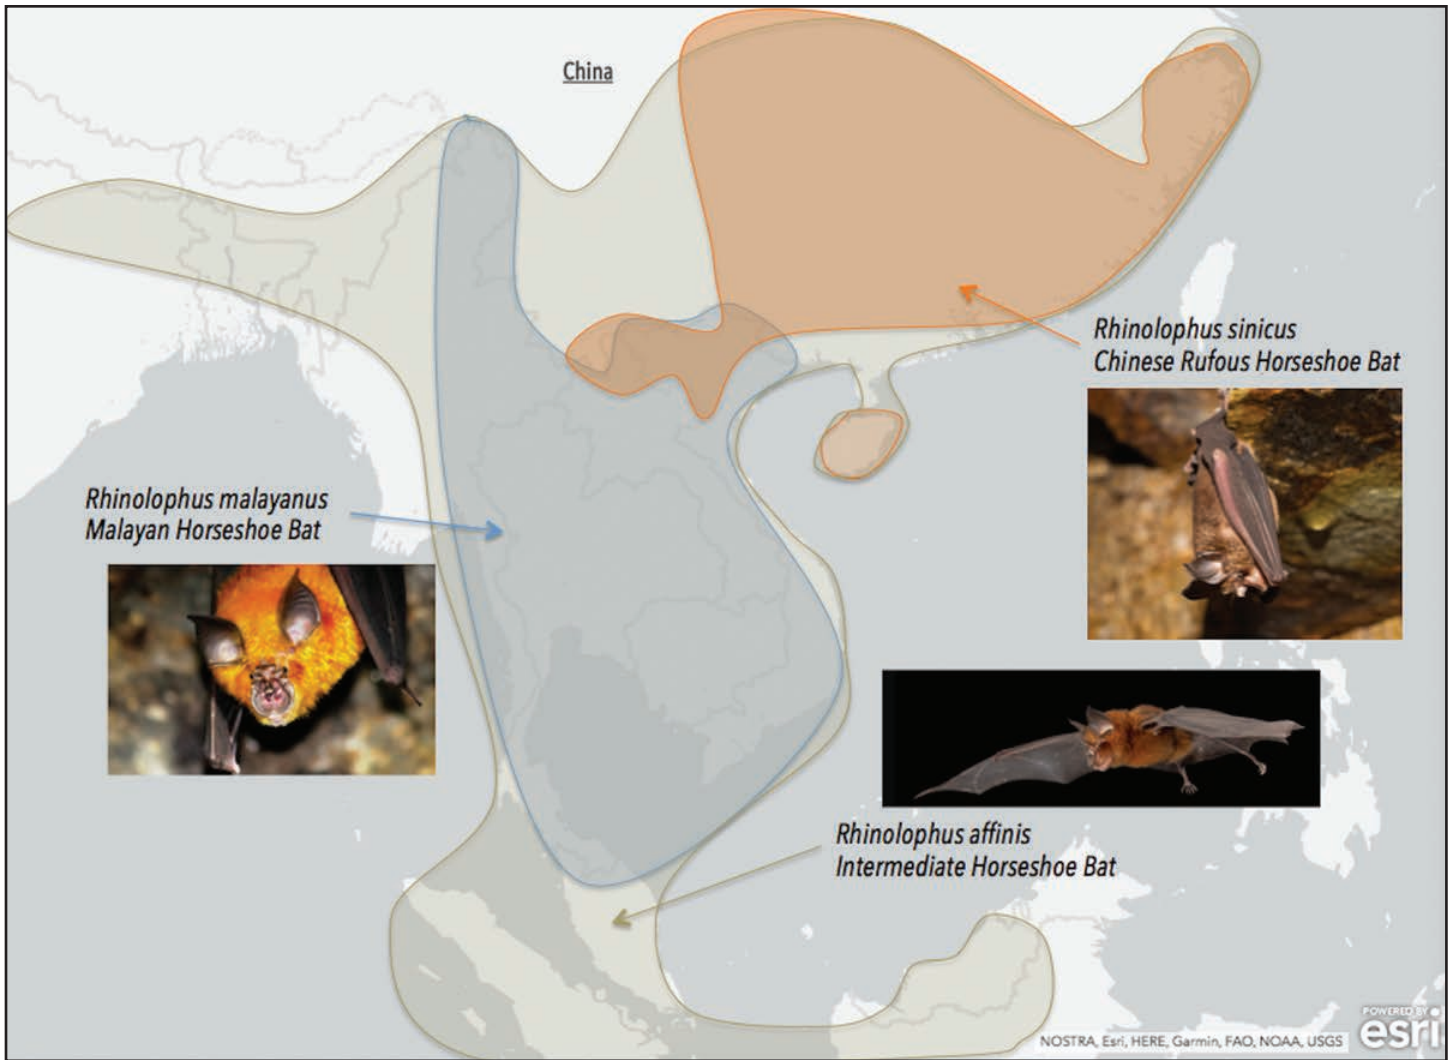 China
Rhinolophus sinicus
Chinese Rufous Horseshoe Bat
Rhinolophus malayanus
Malayan Horseshoe Bat
Rhinolophus affinis
Intermediate Horseshoe Bat
POWERED BY
esri
NOSTRA, Esri, HERE, Garmin, FAO, NOAA, USGS